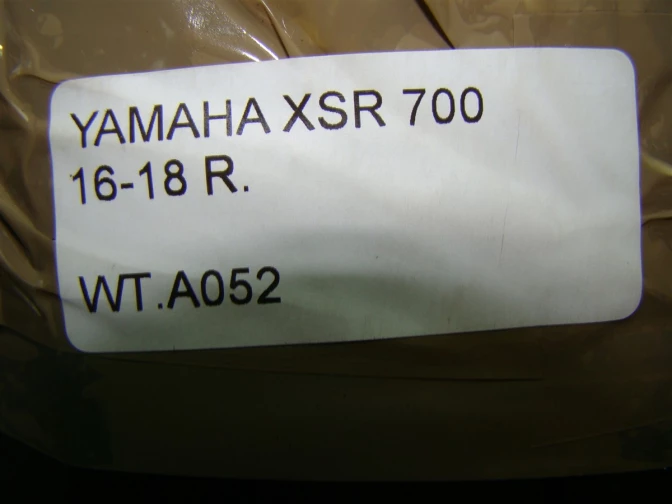 YAMAHA XSR 700
16-18 R.
WT.A052